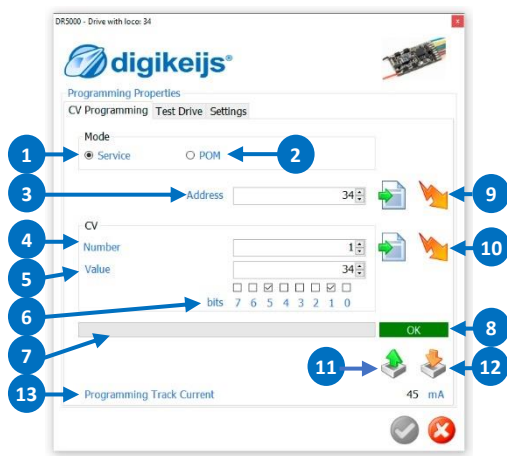 DR5000 - Drive with loco: 34
x
digikeijs®
Programming Properties
CV Programming Test Drive Settings
Mode
1 Service POM 2
3 Address 34 9
CV
4 Number 1 10
5 Value 34
6 bits 7 6 5 4 3 2 1 0
7 OK 8
11 12
13 Programming Track Current 45 mA